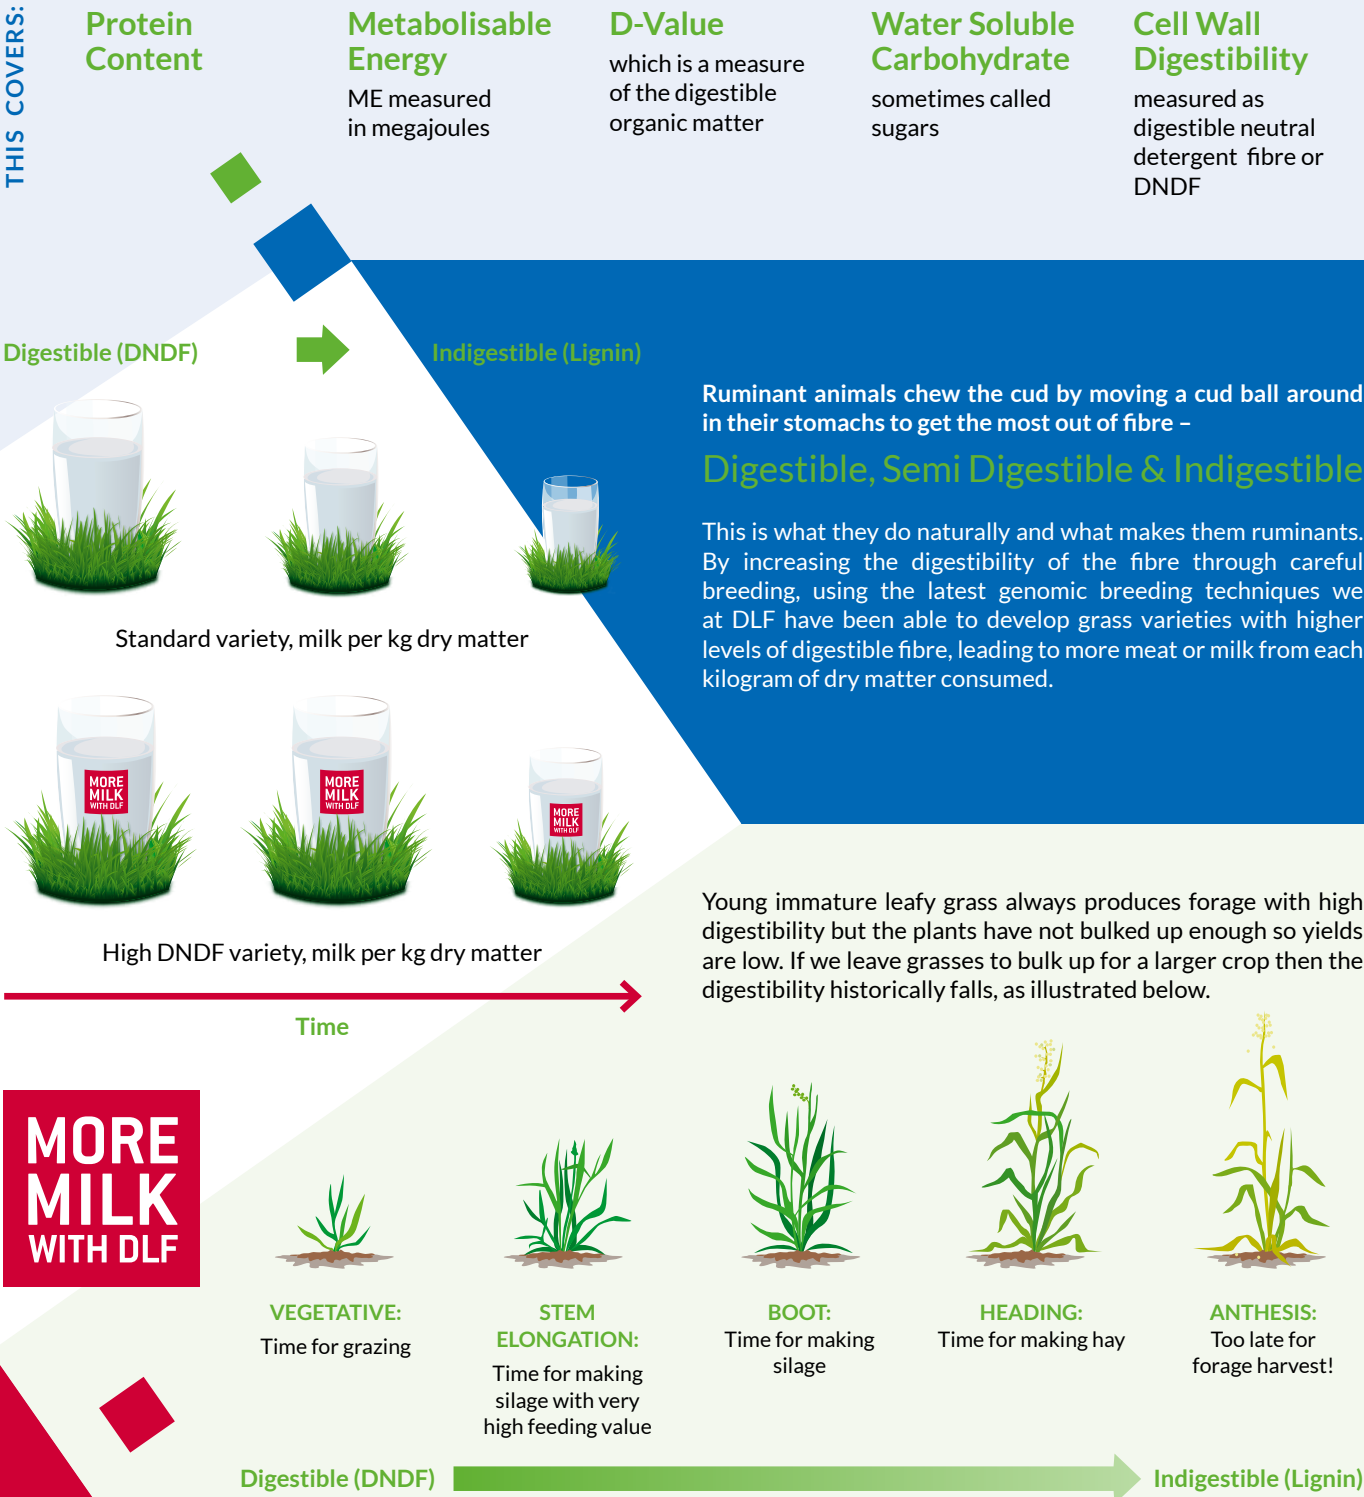 THIS COVERS:
Protein
Content
Metabolisable
Energy
ME measured
in megajoules
D-Value
which is a measure
of the digestible
organic matter
Water Soluble
Carbohydrate
sometimes called
sugars
Cell Wall
Digestibility
measured as
digestible neutral
detergent fibre or
DNDF
Digestible (DNDF)
Indigestible (Lignin)
Standard variety, milk per kg dry matter
MORE
MILK
WITH DLF
MORE
MILK
WITH DLF
MORE
MILK
WITH DLF
High DNDF variety, milk per kg dry matter
Time
Ruminant animals chew the cud by moving a cud ball around
in their stomachs to get the most out of fibre –
Digestible, Semi Digestible & Indigestible
This is what they do naturally and what makes them ruminants.
By increasing the digestibility of the fibre through careful
breeding, using the latest genomic breeding techniques we
at DLF have been able to develop grass varieties with higher
levels of digestible fibre, leading to more meat or milk from each
kilogram of dry matter consumed.
Young immature leafy grass always produces forage with high
digestibility but the plants have not bulked up enough so yields
are low. If we leave grasses to bulk up for a larger crop then the
digestibility historically falls, as illustrated below.
MORE
MILK
WITH DLF
VEGETATIVE:
Time for grazing
STEM
ELONGATION:
Time for making
silage with very
high feeding value
BOOT:
Time for making
silage
HEADING:
Time for making hay
ANTHESIS:
Too late for
forage harvest!
Digestible (DNDF)
Indigestible (Lignin)